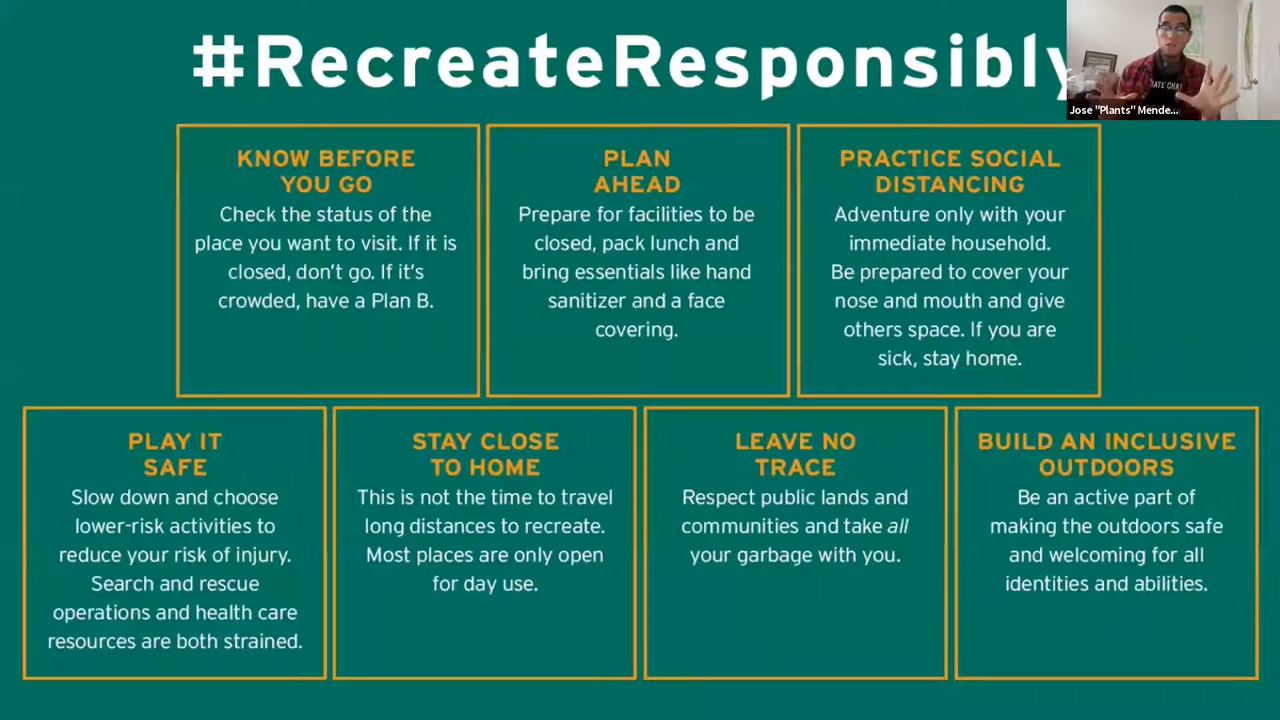 #RecreateResponsibly
Jose "Plants" Mende...
KNOW BEFORE
YOU GO
Check the status of the
place you want to visit. If it is
closed, don't go. If it's
crowded, have a Plan B.
PLAN
AHEAD
Prepare for facilities to be
closed, pack lunch and
bring essentials like hand
sanitizer and a face
covering.
PRACTICE SOCIAL
DISTANCING
Adventure only with your
immediate household.
Be prepared to cover your
nose and mouth and give
others space. If you are
sick, stay home.
PLAY IT
SAFE
Slow down and choose
lower-risk activities to
reduce your risk of injury.
Search and rescue
operations and health care
resources are both strained.
STAY CLOSE
TO HOME
This is not the time to travel
long distances to recreate.
Most places are only open
for day use.
LEAVE NO
TRACE
Respect public lands and
communities and take all
your garbage with you.
BUILD AN INCLUSIVE
OUTDOORS
Be an active part of
making the outdoors safe
and welcoming for all
identities and abilities.